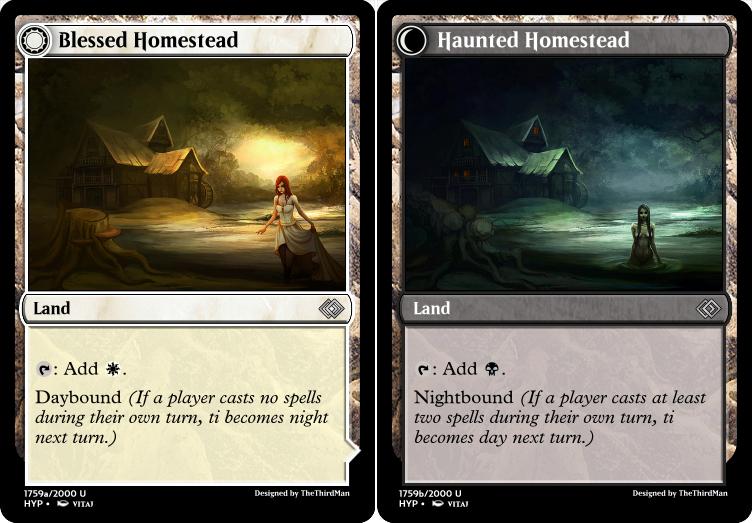 Blessed Homestead
Land
: Add .
Daybound (If a player casts no spells
during their own turn, ti becomes night
next turn.)
1759a/2000 U
HYP • VITAJ
Designed by TheThirdMan
Haunted Homestead
Land
: Add .
Nightbound (If a player casts at least
two spells during their own turn, ti
becomes day next turn.)
1759b/2000 U
HYP • VITAJ
Designed by TheThirdMan